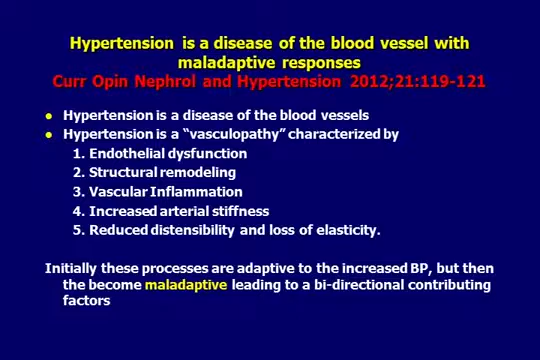 Hypertension is a disease of the blood vessel with
maladaptive responses
Curr Opin Nephrol and Hypertension 2012;21:119-121
● Hypertension is a disease of the blood vessels
● Hypertension is a “vasculopathy” characterized by
1. Endothelial dysfunction
2. Structural remodeling
3. Vascular Inflammation
4. Increased arterial stiffness
5. Reduced distensibility and loss of elasticity.
Initially these processes are adaptive to the increased BP, but then
the become maladaptive leading to a bi-directional contributing
factors